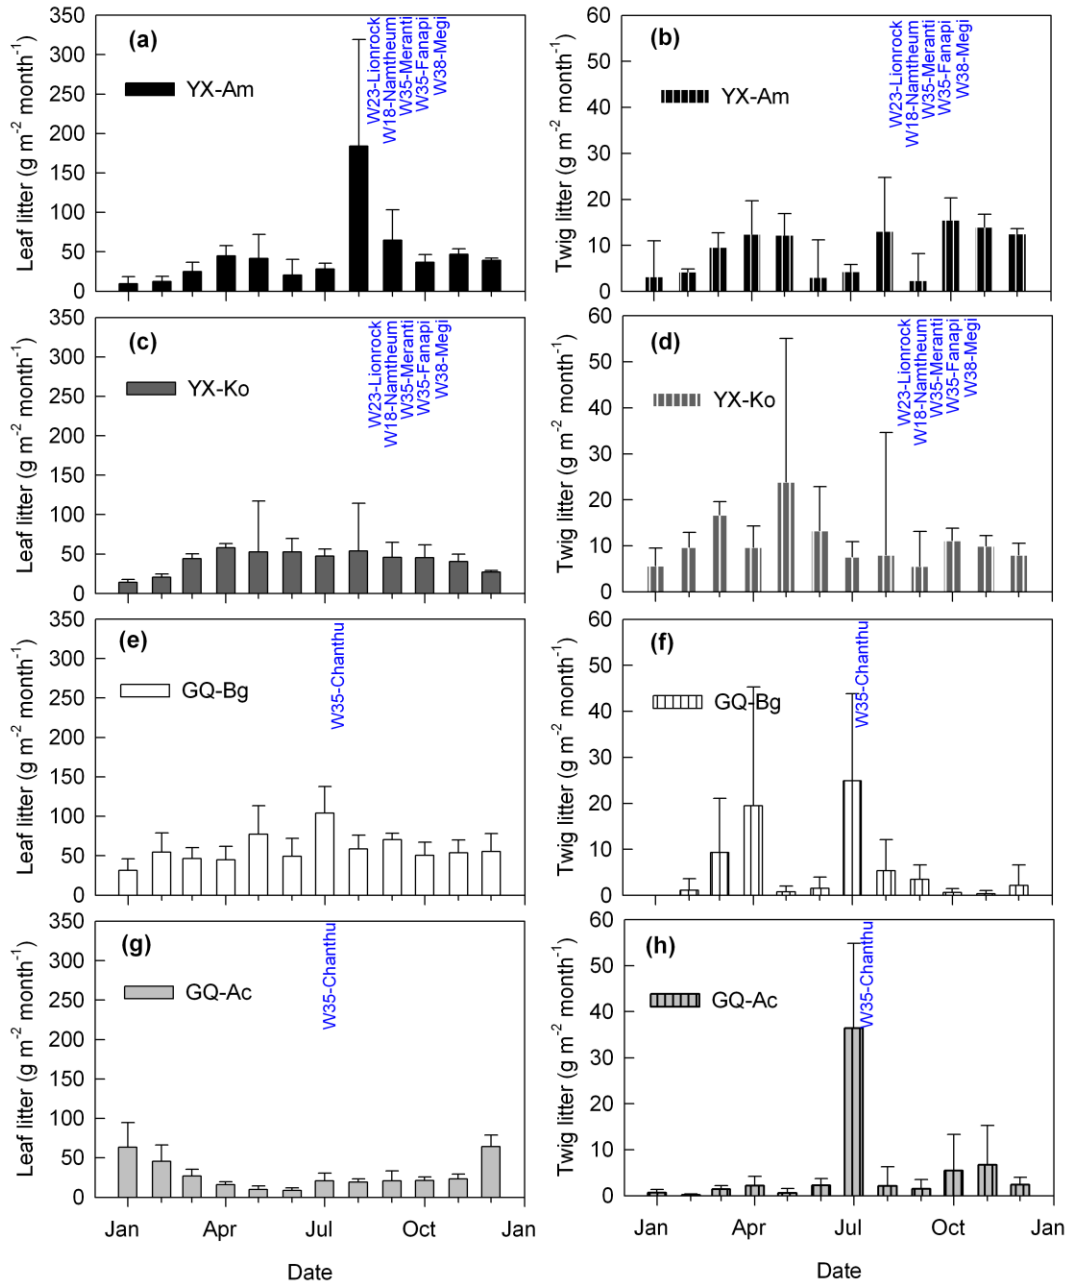 (a)
YX-Am
W23-Lionrock
W18-Namtheum
W35-Meranti
W35-Fanapi
W38-Megi
Leaf litter (g m⁻² month⁻¹)
350
300
250
200
150
100
50
0
(b)
YX-Am
W23-Lionrock
W18-Namtheum
W35-Meranti
W35-Fanapi
W38-Megi
Twig litter (g m⁻² month⁻¹)
60
50
40
30
20
10
0
(c)
YX-Ko
W23-Lionrock
W18-Namtheum
W35-Meranti
W35-Fanapi
W38-Megi
Leaf litter (g m⁻² month⁻¹)
350
300
250
200
150
100
50
0
(d)
YX-Ko
W23-Lionrock
W18-Namtheum
W35-Meranti
W35-Fanapi
W38-Megi
Twig litter (g m⁻² month⁻¹)
60
50
40
30
20
10
0
(e)
GQ-Bg
W35-Chanthu
Leaf litter (g m⁻² month⁻¹)
350
300
250
200
150
100
50
0
(f)
GQ-Bg
W35-Chanthu
Twig litter (g m⁻² month⁻¹)
60
50
40
30
20
10
0
(g)
GQ-Ac
W35-Chanthu
Leaf litter (g m⁻² month⁻¹)
350
300
250
200
150
100
50
0
Jan Apr Jul Oct Jan
Date
(h)
GQ-Ac
W35-Chanthu
Twig litter (g m⁻² month⁻¹)
60
50
40
30
20
10
0
Jan Apr Jul Oct Jan
Date